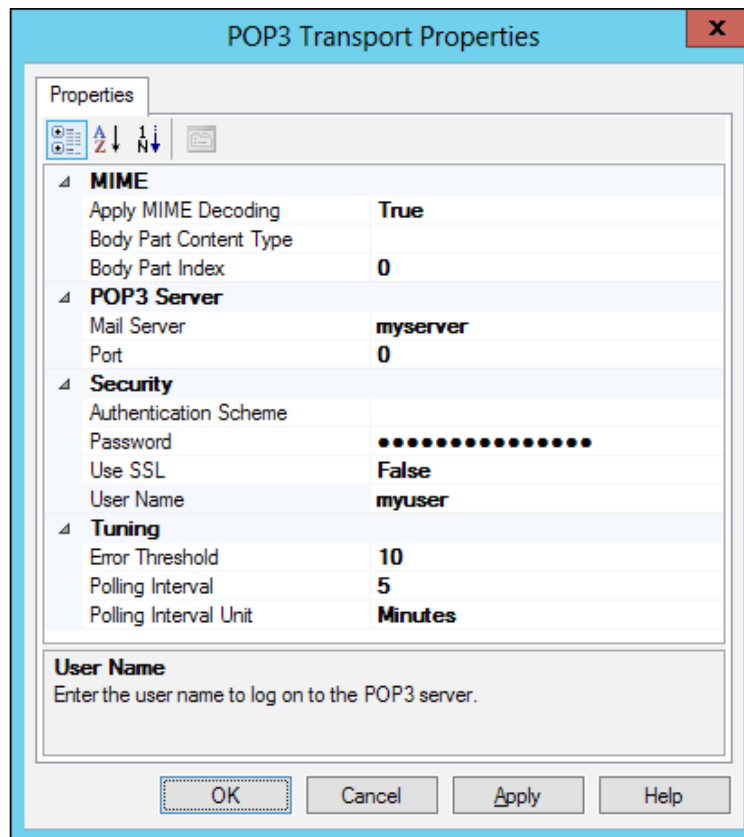 POP3 Transport Properties
x
Properties
A
Z
1
N
MIME
Apply MIME Decoding True
Body Part Content Type
Body Part Index 0
POP3 Server
Mail Server myserver
Port 0
Security
Authentication Scheme
Password ●●●●●●●●●●●●●●●
Use SSL False
User Name myuser
Tuning
Error Threshold 10
Polling Interval 5
Polling Interval Unit Minutes
User Name
Enter the user name to log on to the POP3 server.
OK Cancel Apply Help